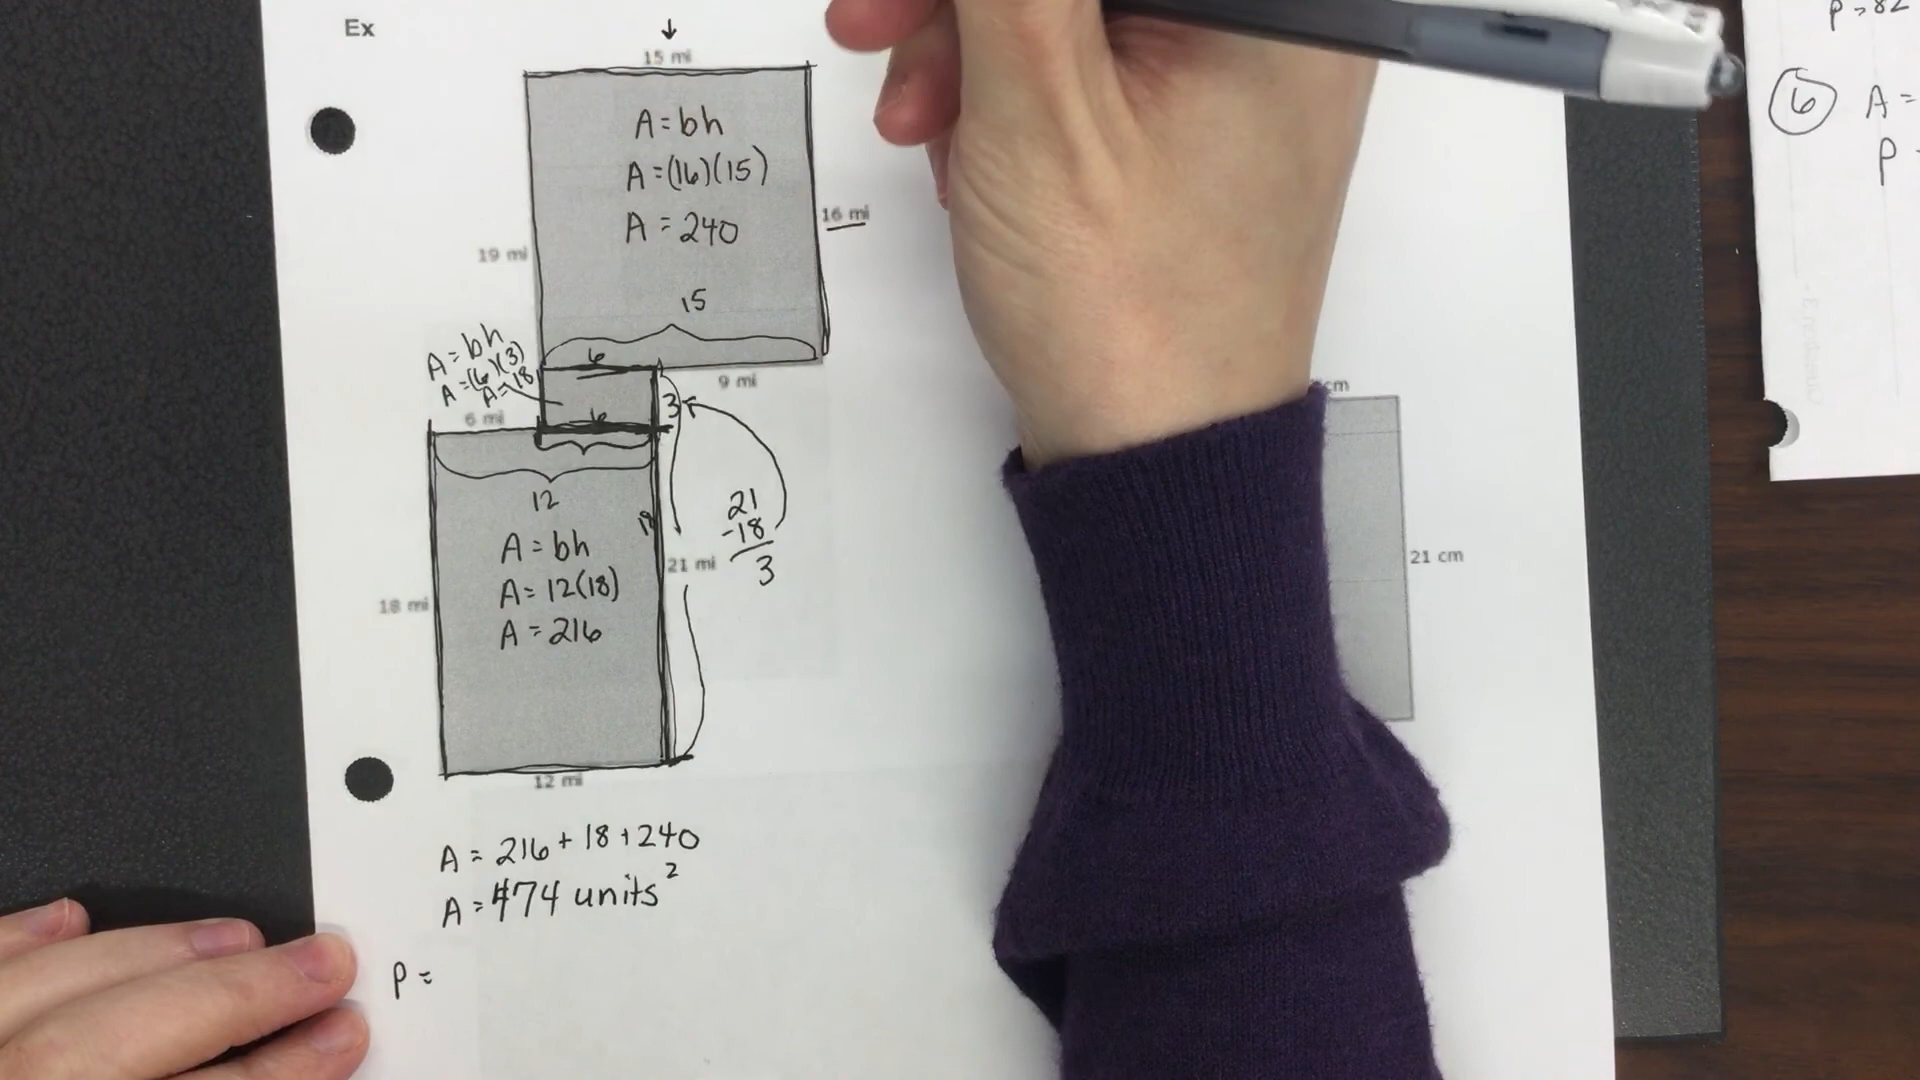 Ex
↓
15 mi
A = bh
A = (16)(15)
A = 240
16 mi
19 mi
15
A = bh
A = (6)(3)
A = 18
6
9 mi
3
6 mi
6
12
A = bh
A = 12(18)
A = 216
18
21
-18
3
21 mi
18 mi
12 mi
A = 216 + 18 + 240
A = 474 units²
P =
cm
21 cm
P = 82
6 A =
P